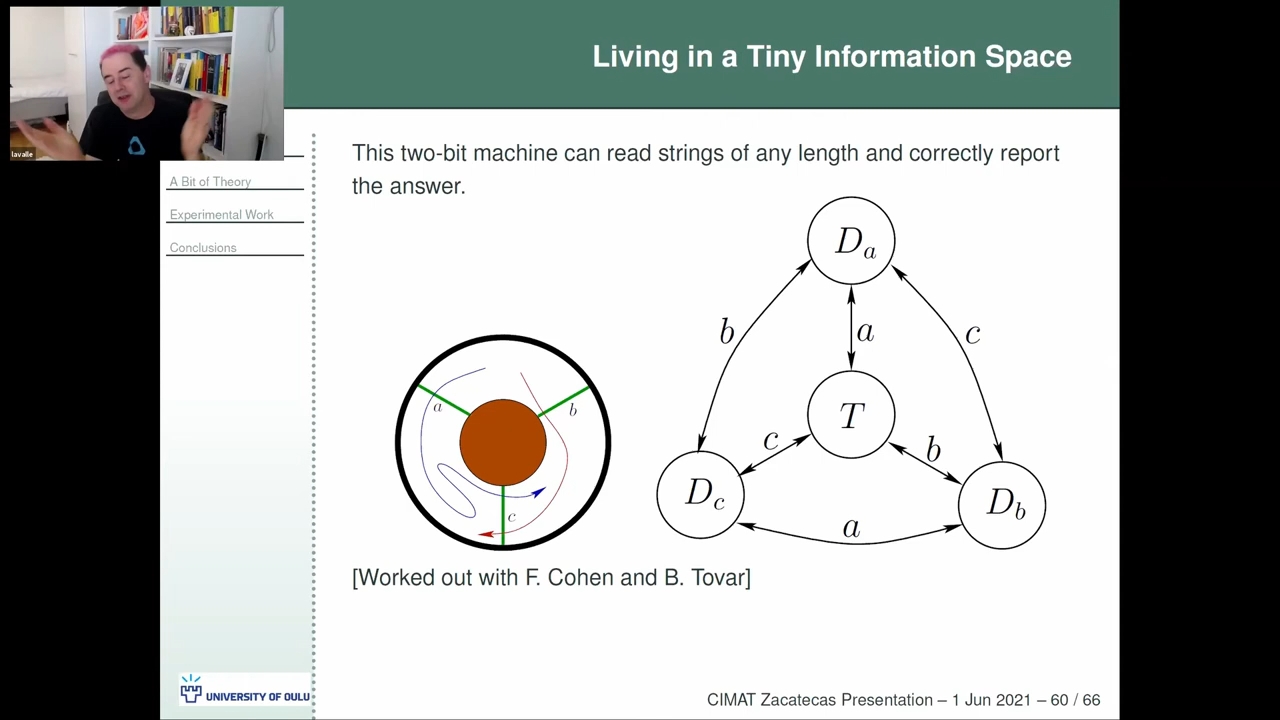 Living in a Tiny Information Space
lavalle
This two-bit machine can read strings of any length and correctly report
the answer.
A Bit of Theory
Experimental Work
Conclusions
D_a
b
a
c
T
a
b
c
c
b
D_c
D_b
a
[Worked out with F. Cohen and B. Tovar]
UNIVERSITY OF OULU
CIMAT Zacatecas Presentation – 1 Jun 2021 – 60 / 66